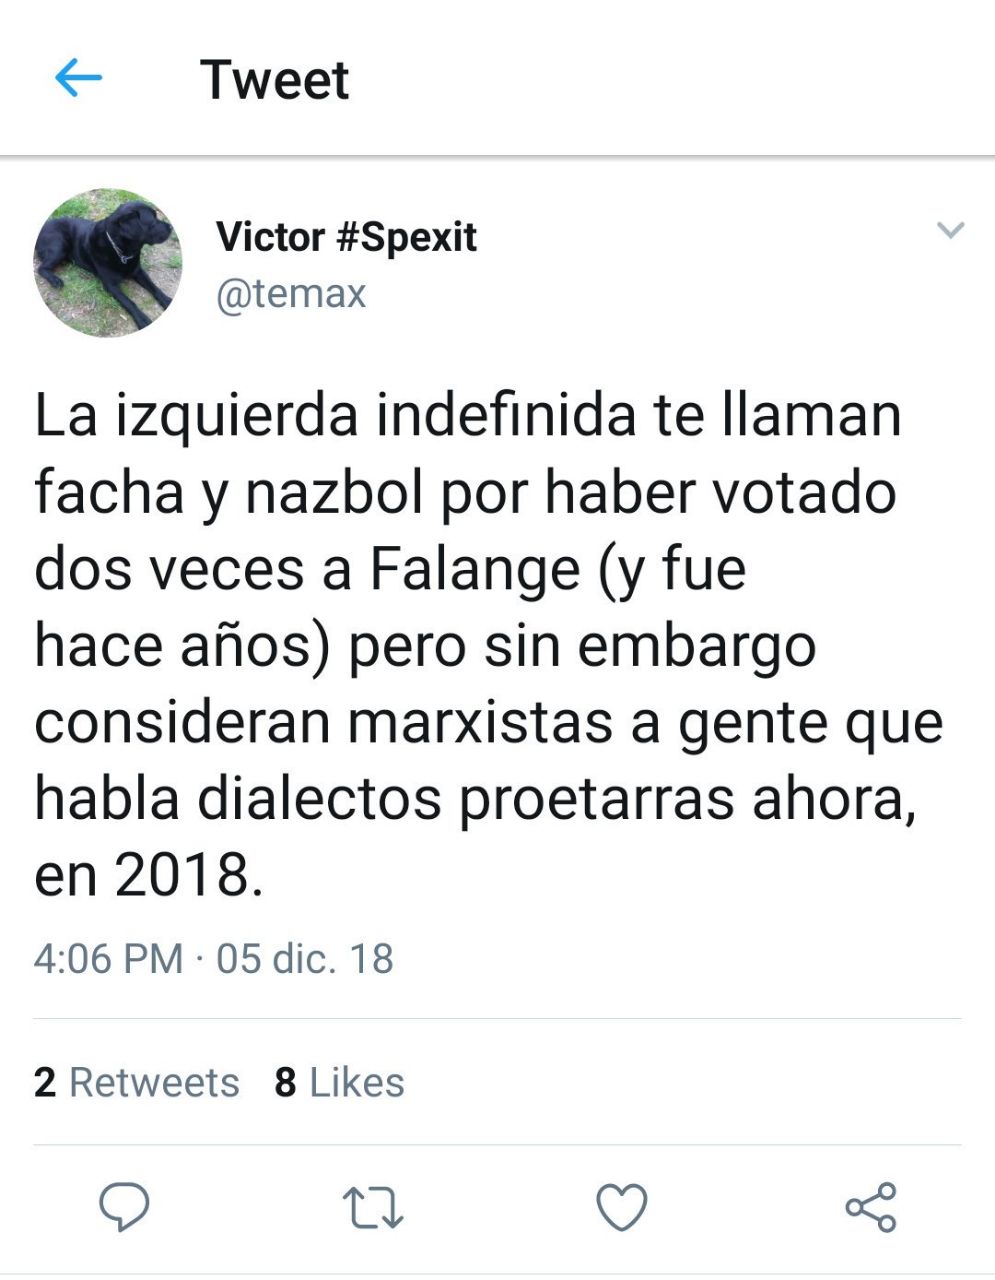 Tweet
Victor #Spexit
@temax
La izquierda indefinida te llaman
facha y nazbol por haber votado
dos veces a Falange (y fue
hace años) pero sin embargo
consideran marxistas a gente que
habla dialectos proetarras ahora,
en 2018.
4:06 PM · 05 dic. 18
2 Retweets 8 Likes